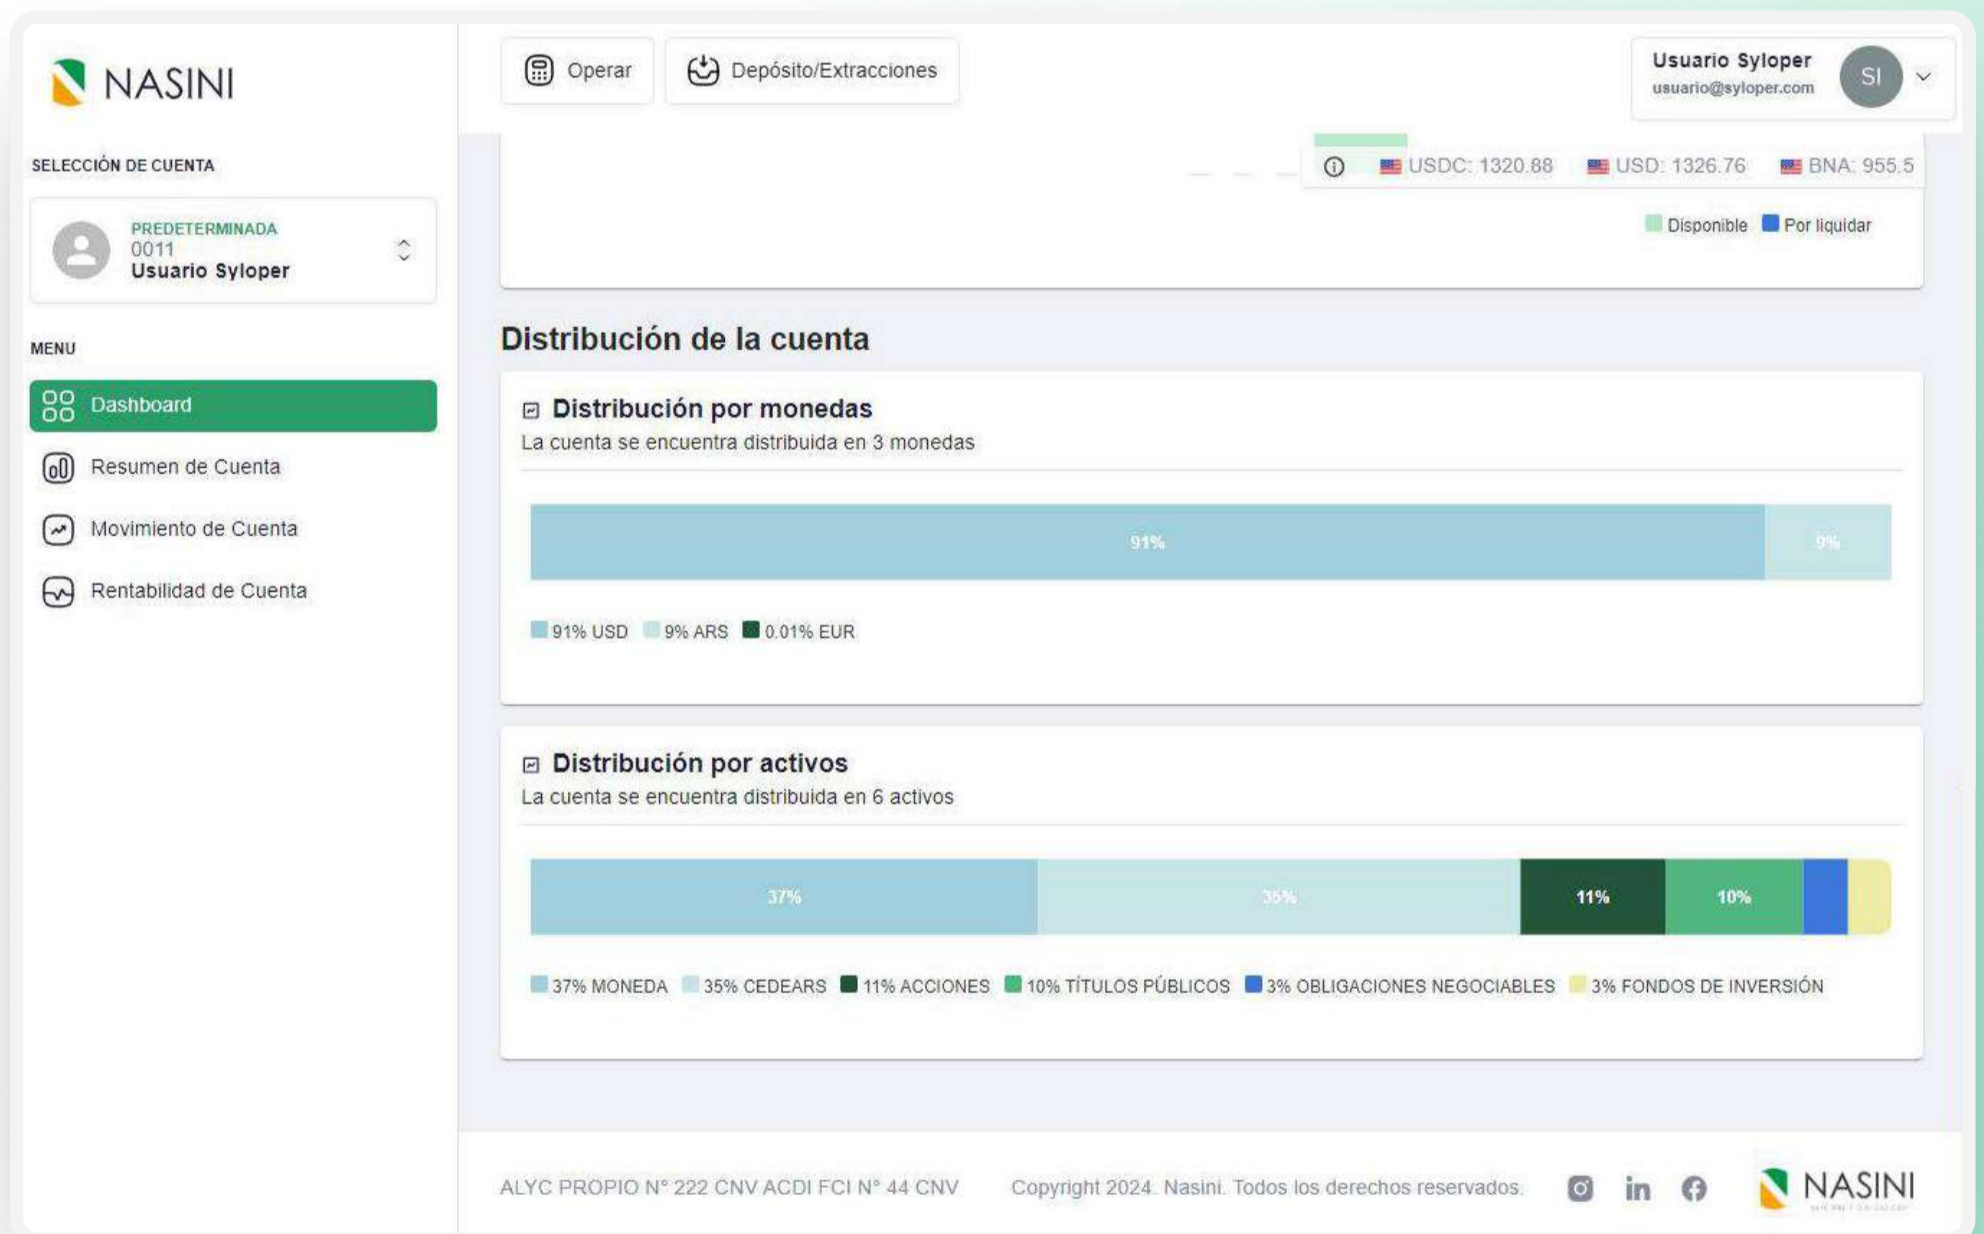 NASINI
SELECCIÓN DE CUENTA
PREDETERMINADA
0011
Usuario Syloper
MENU
Dashboard
Resumen de Cuenta
Movimiento de Cuenta
Rentabilidad de Cuenta
Operar
Depósito/Extracciones
Usuario Syloper
usuario@syloper.com
SI
USDC: 1320.88
USD: 1326.76
BNA: 955.5
Disponible
Por liquidar
Distribución de la cuenta
Distribución por monedas
La cuenta se encuentra distribuida en 3 monedas
91%
9%
91% USD
9% ARS
0.01% EUR
Distribución por activos
La cuenta se encuentra distribuida en 6 activos
37%
35%
11%
10%
37% MONEDA
35% CEDEARS
11% ACCIONES
10% TÍTULOS PÚBLICOS
3% OBLIGACIONES NEGOCIABLES
3% FONDOS DE INVERSIÓN
ALYC PROPIO N° 222 CNV ACDI FCI N° 44 CNV
Copyright 2024. Nasini. Todos los derechos reservados.
in
NASINI